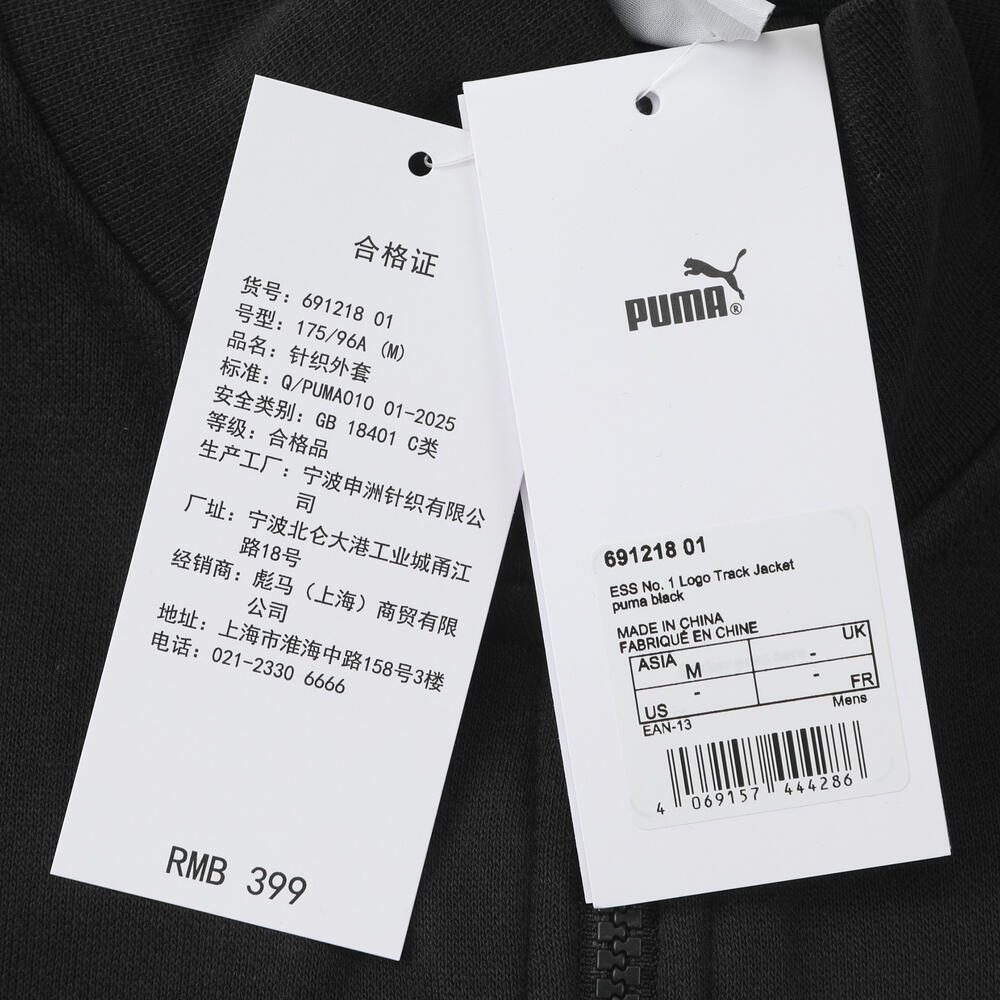 合格证
货号：691218 01
号型：175/96A (M)
品名：针织外套
标准：Q/PUMA010 01-2025
安全类别：GB 18401 C类
等级：合格品
生产工厂：宁波申洲针织有限公
司
厂址：宁波北仑大港工业城甬江
路18号
经销商：彪马（上海）商贸有限
公司
地址：上海市淮海中路158号3楼
电话：021-2330 6666
RMB 399
PUMA®
691218 01
ESS No. 1 Logo Track Jacket
puma black
MADE IN CHINA
FABRIQUÉ EN CHINE
ASIA M - UK
US - - FR
EAN-13 Mens
4 069157 444286